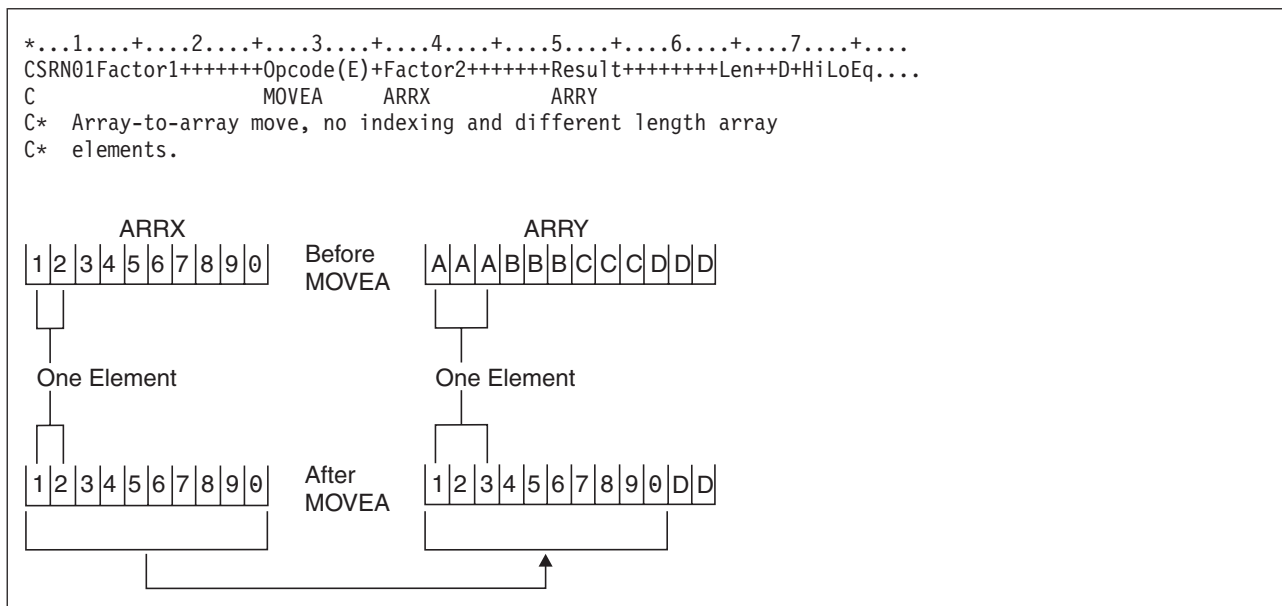 *...1....+....2....+....3....+....4....+....5....+....6....+....7....+....
CSRN01Factor1+++++++Opcode(E)+Factor2+++++++Result++++++++Len++D+HiLoEq....
C                   MOVEA     ARRX          ARRY
C*  Array-to-array move, no indexing and different length array
C*  elements.
ARRX ARRY
1 2 3 4 5 6 7 8 9 0 Before MOVEA A A A B B B C C C D D D
One Element One Element
1 2 3 4 5 6 7 8 9 0 After MOVEA 1 2 3 4 5 6 7 8 9 0 D D